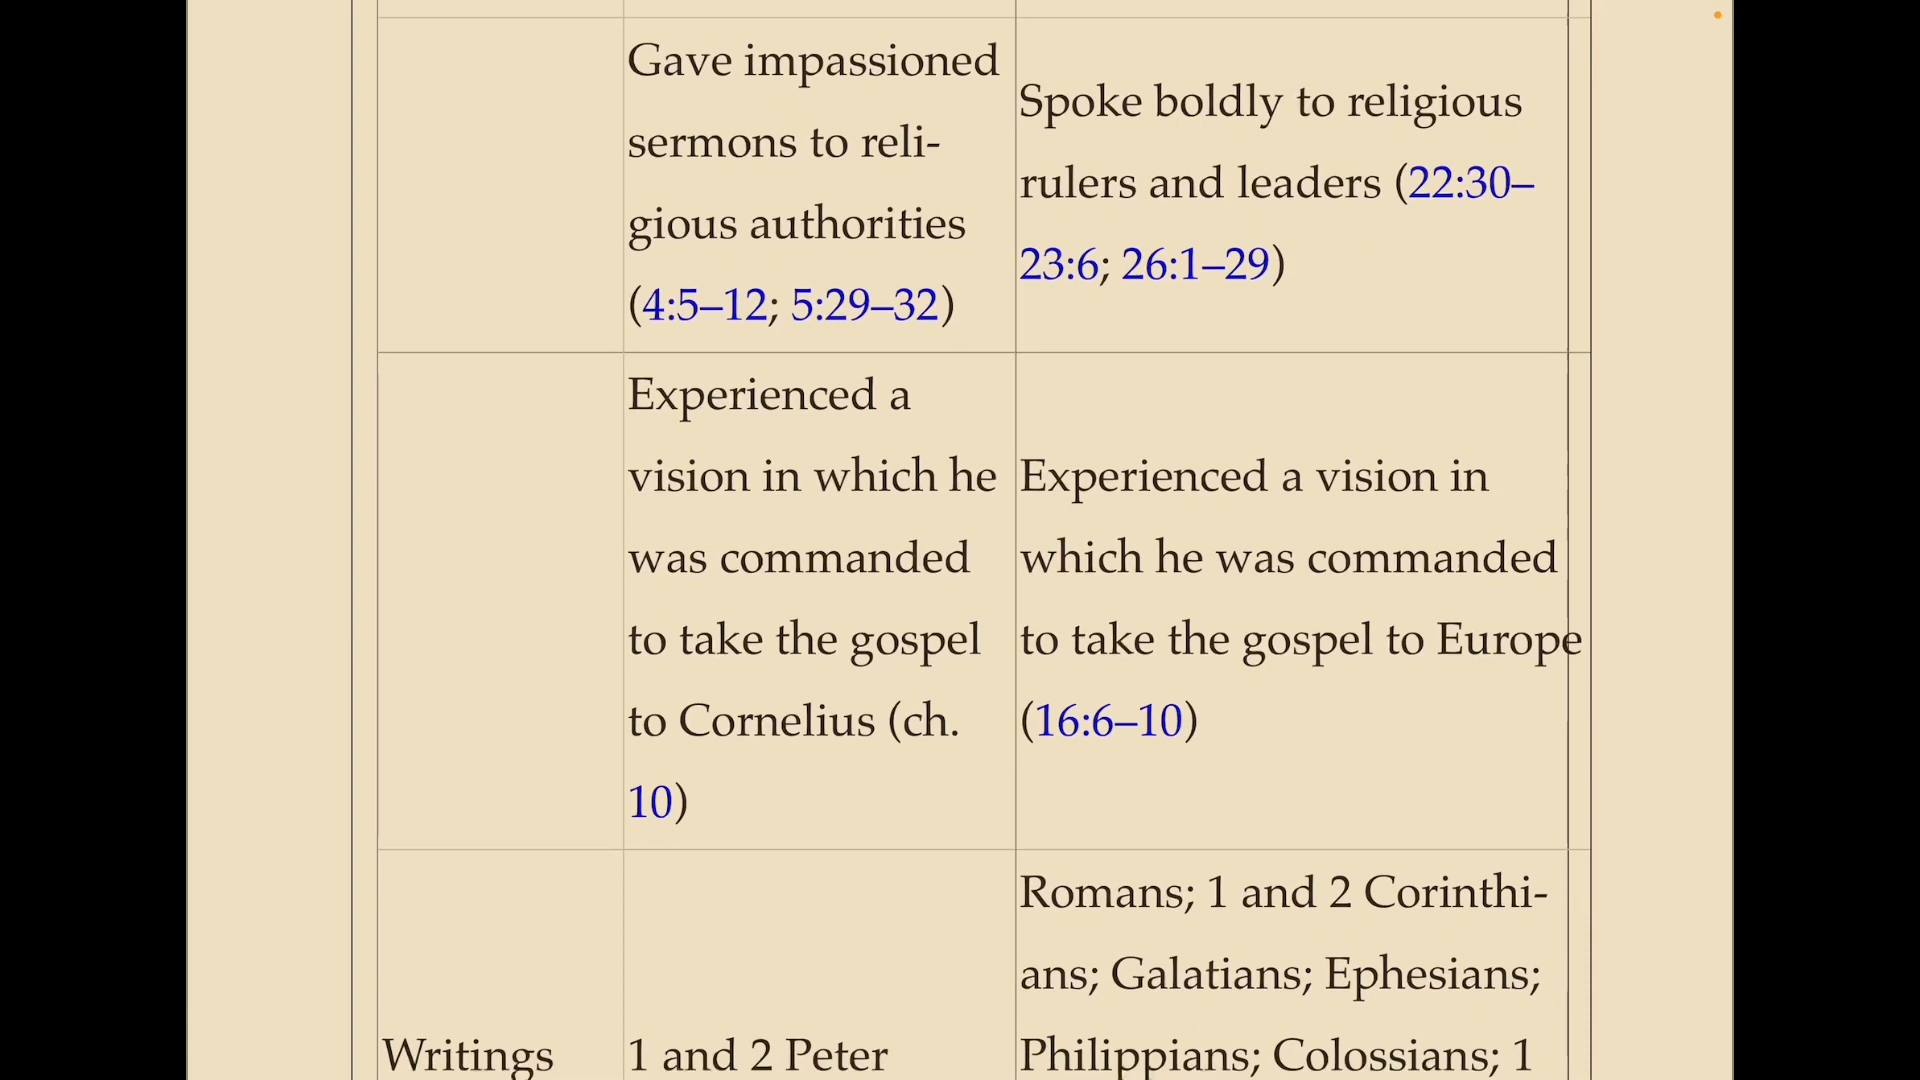 Gave impassioned
sermons to reli-
gious authorities
(4:5–12; 5:29–32)
Spoke boldly to religious
rulers and leaders (22:30–
23:6; 26:1–29)
Experienced a
vision in which he
was commanded
to take the gospel
to Cornelius (ch.
10)
Experienced a vision in
which he was commanded
to take the gospel to Europe
(16:6–10)
Writings
1 and 2 Peter
Romans; 1 and 2 Corinthi-
ans; Galatians; Ephesians;
Philippians; Colossians; 1